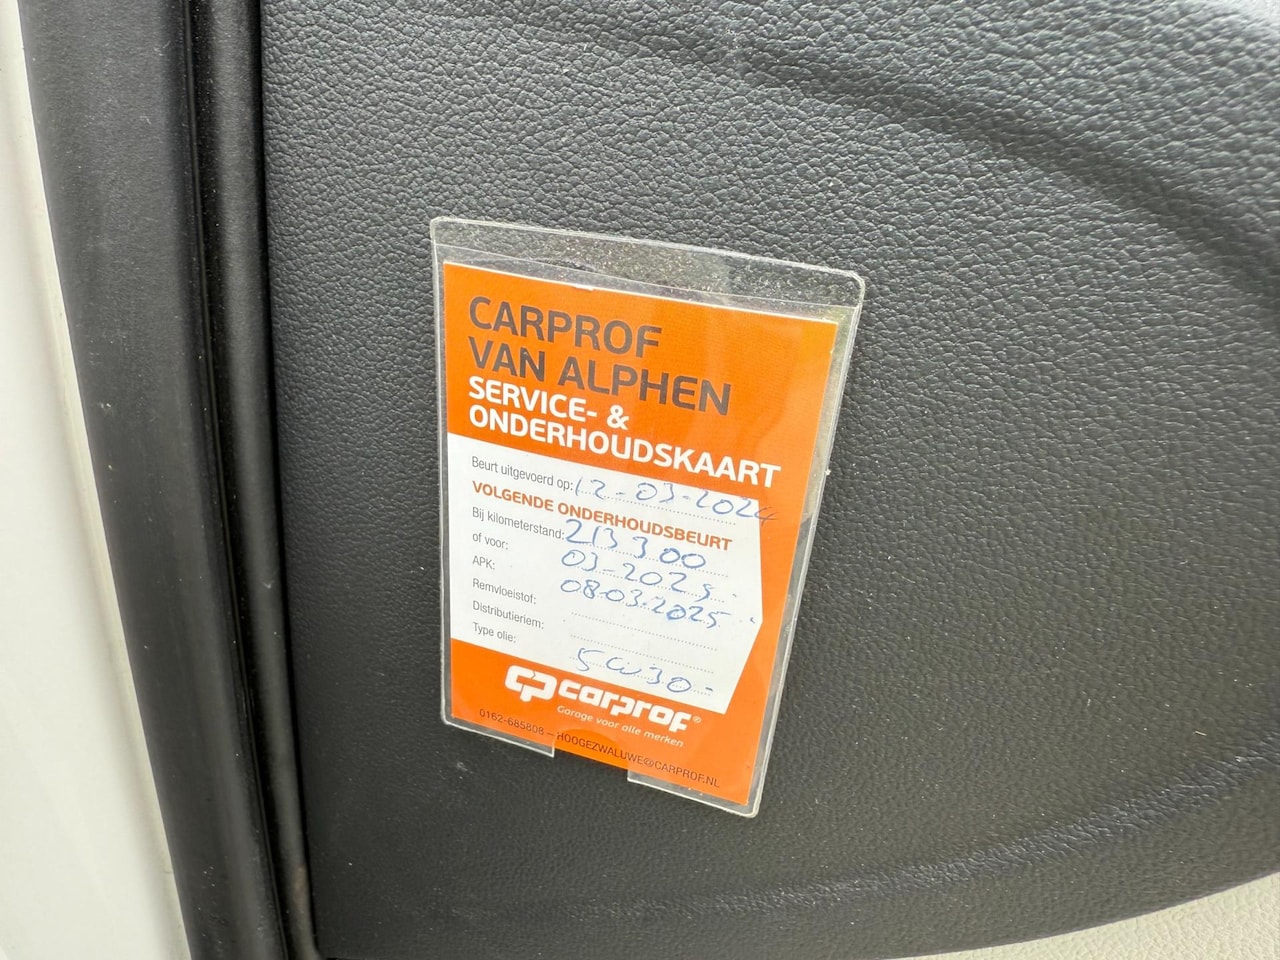 CARPROF
VAN ALPHEN
SERVICE- &
ONDERHOUDSKAART
Beurt uitgevoerd op: 12-03-2024
VOLGENDE ONDERHOUDSBEURT
Bij kilometerstand: 213300
of voor: 03-2025
APK: 08-03-2025
Remvloeistof:
Distributieriem:
Type olie: 5W30
CP carprof®
Garage voor alle merken
0162-685808 – HOOGEZWALUWE@CARPROF.NL